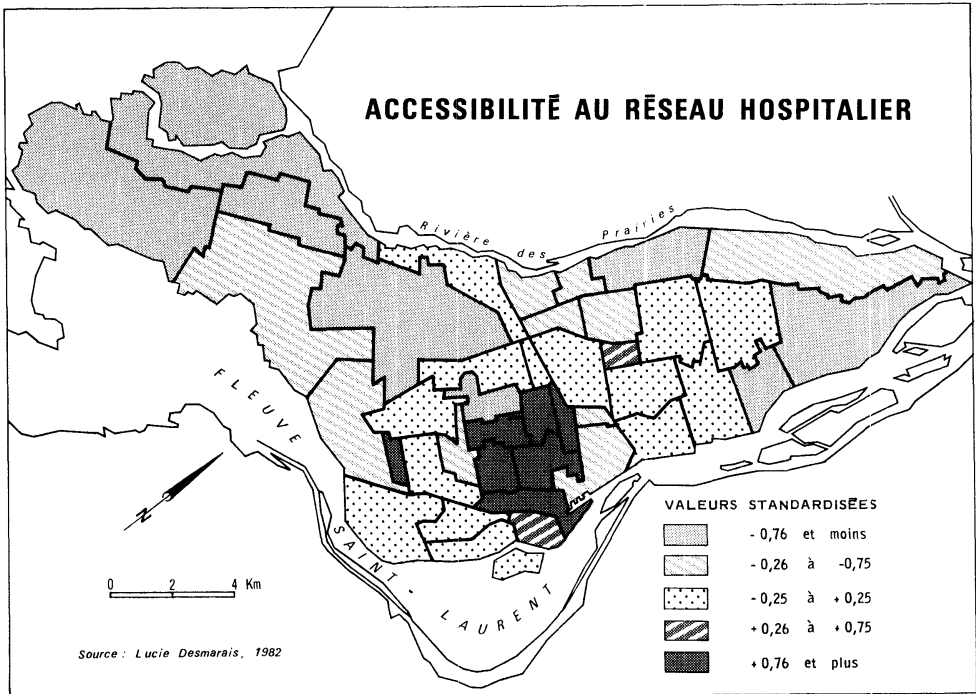 ACCESSIBILITÉ AU RÉSEAU HOSPITALIER
Rivière des Prairies
FLEUVE SAINT-LAURENT
N
0 2 4 Km
Source : Lucie Desmarais, 1982
VALEURS STANDARDISÉES
- 0,76 et moins
- 0,26 à -0,75
- 0,25 à + 0,25
+ 0,26 à + 0,75
+ 0,76 et plus